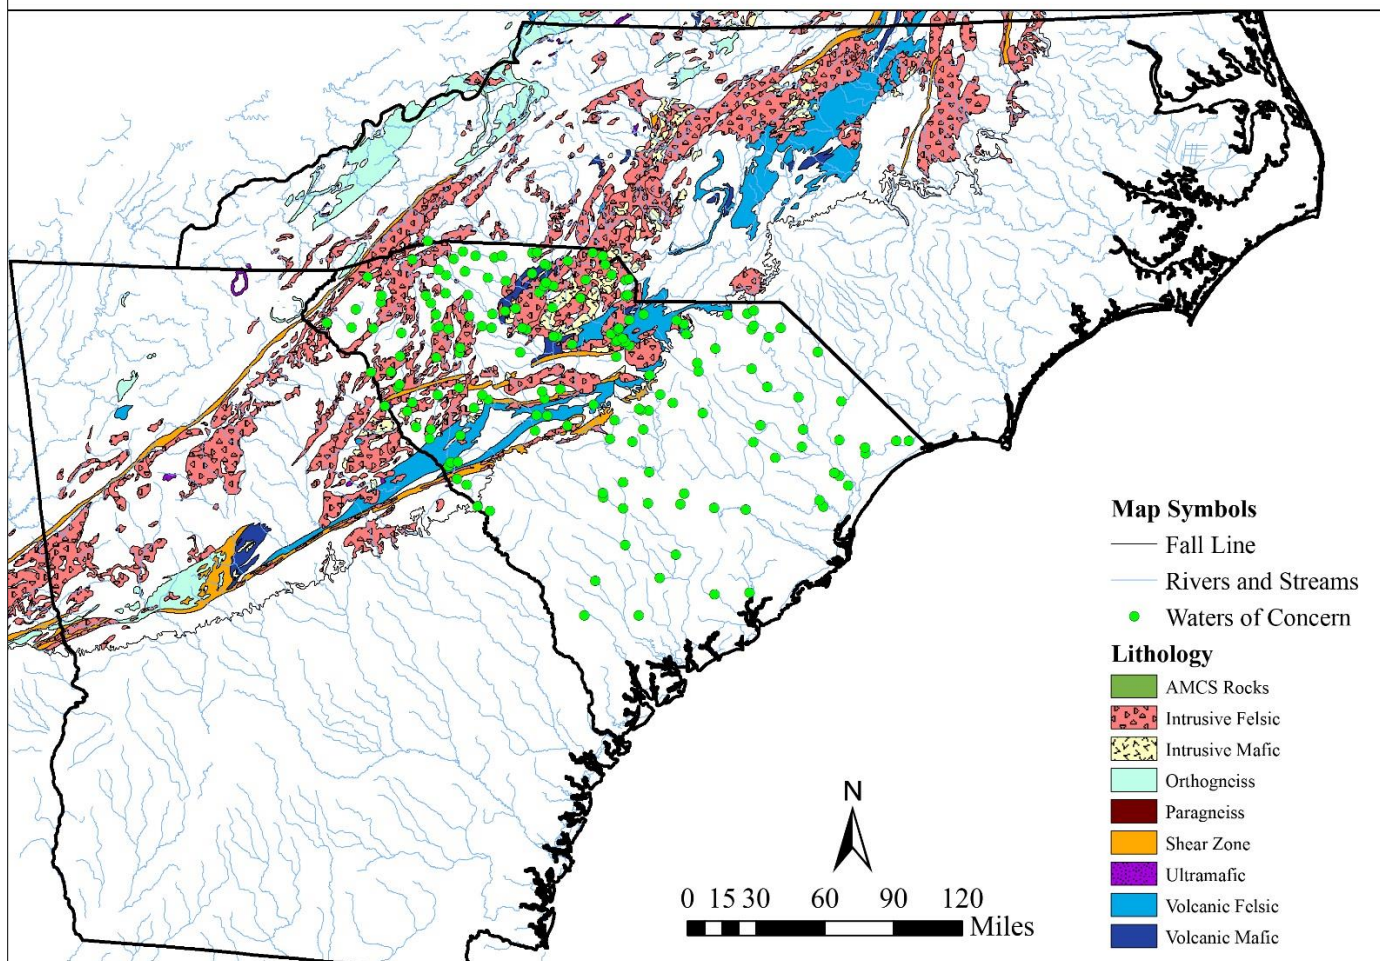 Map Symbols
Fall Line
Rivers and Streams
Waters of Concern
Lithology
AMCS Rocks
Intrusive Felsic
Intrusive Mafic
Orthogneiss
Paragneiss
Shear Zone
Ultramafic
Volcanic Felsic
Volcanic Mafic
N
0 15 30 60 90 120
Miles